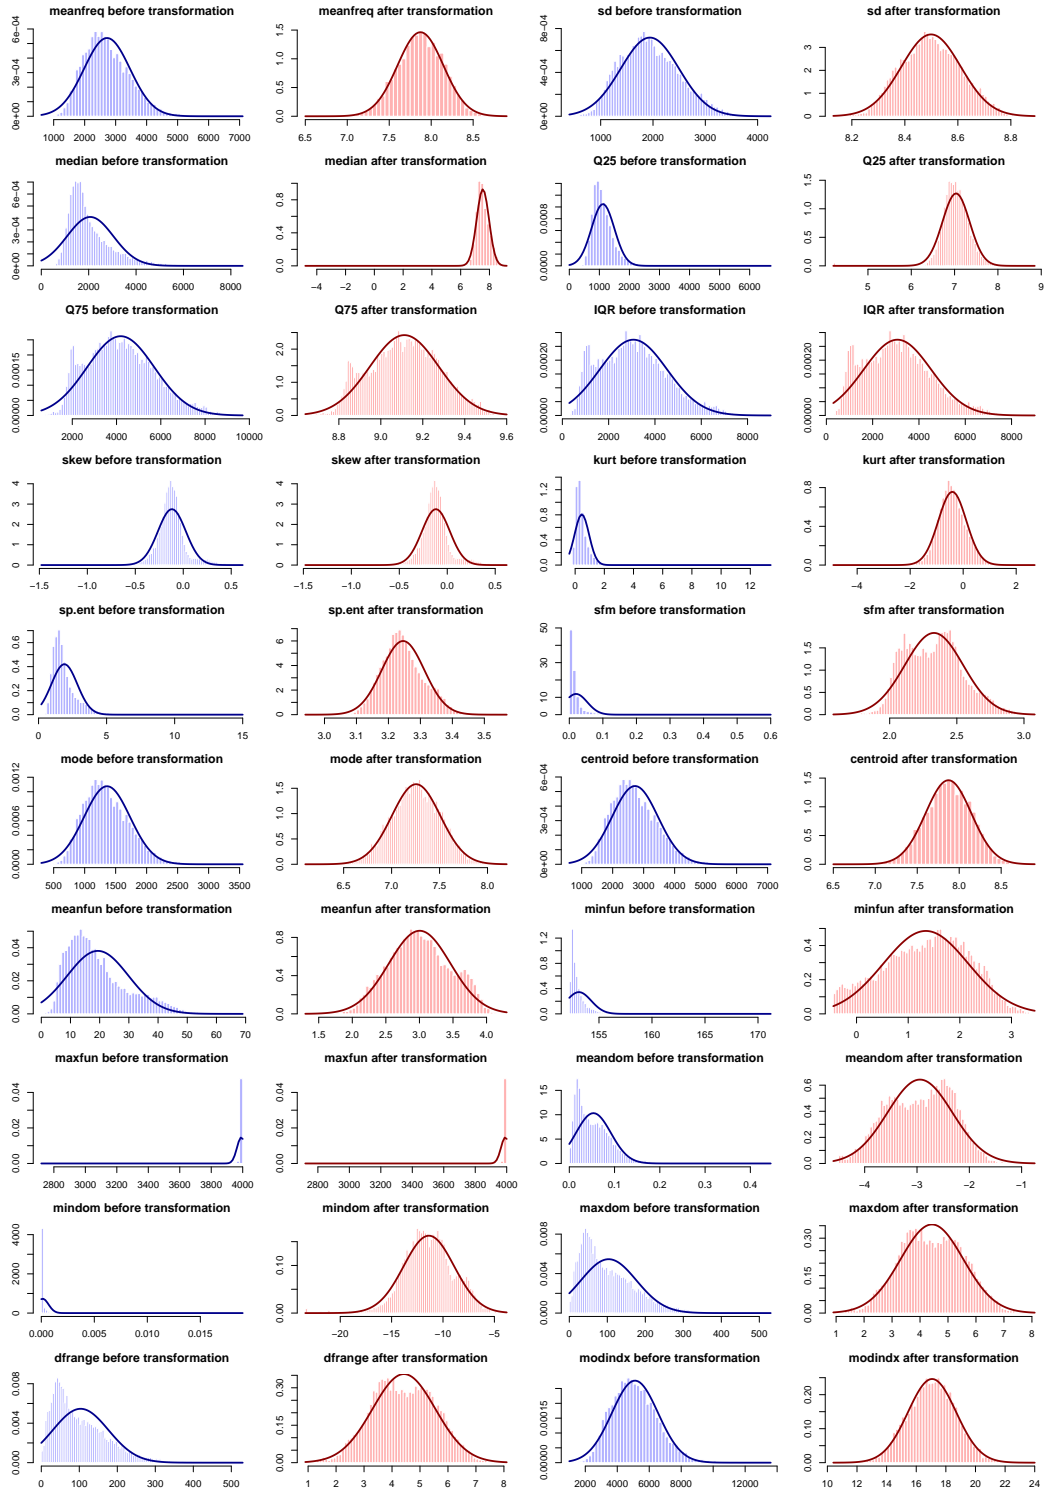 meanfreq before transformation
meanfreq after transformation
sd before transformation
sd after transformation
0e+00 3e-04 6e-04
0.0 0.5 1.0 1.5
0e+00 4e-04 8e-04
0 1 2 3
1000 2000 3000 4000 5000 6000 7000
6.5 7.0 7.5 8.0 8.5
1000 2000 3000 4000
8.2 8.4 8.6 8.8
median before transformation
median after transformation
Q25 before transformation
Q25 after transformation
0e+00 3e-04 6e-04
0.0 0.4 0.8
0.0000 0.0008
0.0 0.5 1.0 1.5
0 2000 4000 6000 8000
−4 −2 0 2 4 6 8
0 1000 2000 3000 4000 5000 6000
5 6 7 8 9
Q75 before transformation
Q75 after transformation
IQR before transformation
IQR after transformation
0.00000 0.00015
0.0 1.0 2.0
0.00000 0.00020
0.00000 0.00020
2000 4000 6000 8000 10000
8.8 9.0 9.2 9.4 9.6
0 2000 4000 6000 8000
0 2000 4000 6000 8000
skew before transformation
skew after transformation
kurt before transformation
kurt after transformation
0 1 2 3 4
0 1 2 3 4
0.0 0.4 0.8 1.2
0.0 0.4 0.8
−1.5 −1.0 −0.5 0.0 0.5
−1.5 −1.0 −0.5 0.0 0.5
0 2 4 6 8 10 12
−4 −2 0 2
sp.ent before transformation
sp.ent after transformation
sfm before transformation
sfm after transformation
0.0 0.2 0.4 0.6
0 2 4 6
0 10 30 50
0.0 0.5 1.0 1.5
0 5 10 15
3.0 3.1 3.2 3.3 3.4 3.5
0.0 0.1 0.2 0.3 0.4 0.5 0.6
2.0 2.5 3.0
mode before transformation
mode after transformation
centroid before transformation
centroid after transformation
0.0000 0.0006 0.0012
0.0 0.5 1.0 1.5
0e+00 3e-04 6e-04
0.0 0.5 1.0 1.5
500 1000 1500 2000 2500 3000 3500
6.5 7.0 7.5 8.0
1000 2000 3000 4000 5000 6000 7000
6.5 7.0 7.5 8.0 8.5
meanfun before transformation
meanfun after transformation
minfun before transformation
minfun after transformation
0.00 0.02 0.04
0.0 0.4 0.8
0.0 0.4 0.8 1.2
0.0 0.2 0.4
0 10 20 30 40 50 60 70
1.5 2.0 2.5 3.0 3.5 4.0
155 160 165 170
0 1 2 3
maxfun before transformation
maxfun after transformation
meandom before transformation
meandom after transformation
0.00 0.02 0.04
0.00 0.02 0.04
0 5 10 15
0.0 0.2 0.4 0.6
2800 3000 3200 3400 3600 3800 4000
2800 3000 3200 3400 3600 3800 4000
0.0 0.1 0.2 0.3 0.4
−4 −3 −2 −1
mindom before transformation
mindom after transformation
maxdom before transformation
maxdom after transformation
0 2000 4000
0.00 0.10
0.000 0.004 0.008
0.00 0.15 0.30
0.000 0.005 0.010 0.015
−20 −15 −10 −5
0 100 200 300 400 500
1 2 3 4 5 6 7 8
dfrange before transformation
dfrange after transformation
modindx before transformation
modindx after transformation
0.000 0.004 0.008
0.00 0.15 0.30
0.00000 0.00015
0.00 0.10 0.20
0 100 200 300 400 500
1 2 3 4 5 6 7 8
2000 4000 6000 8000 12000
10 12 14 16 18 20 22 24